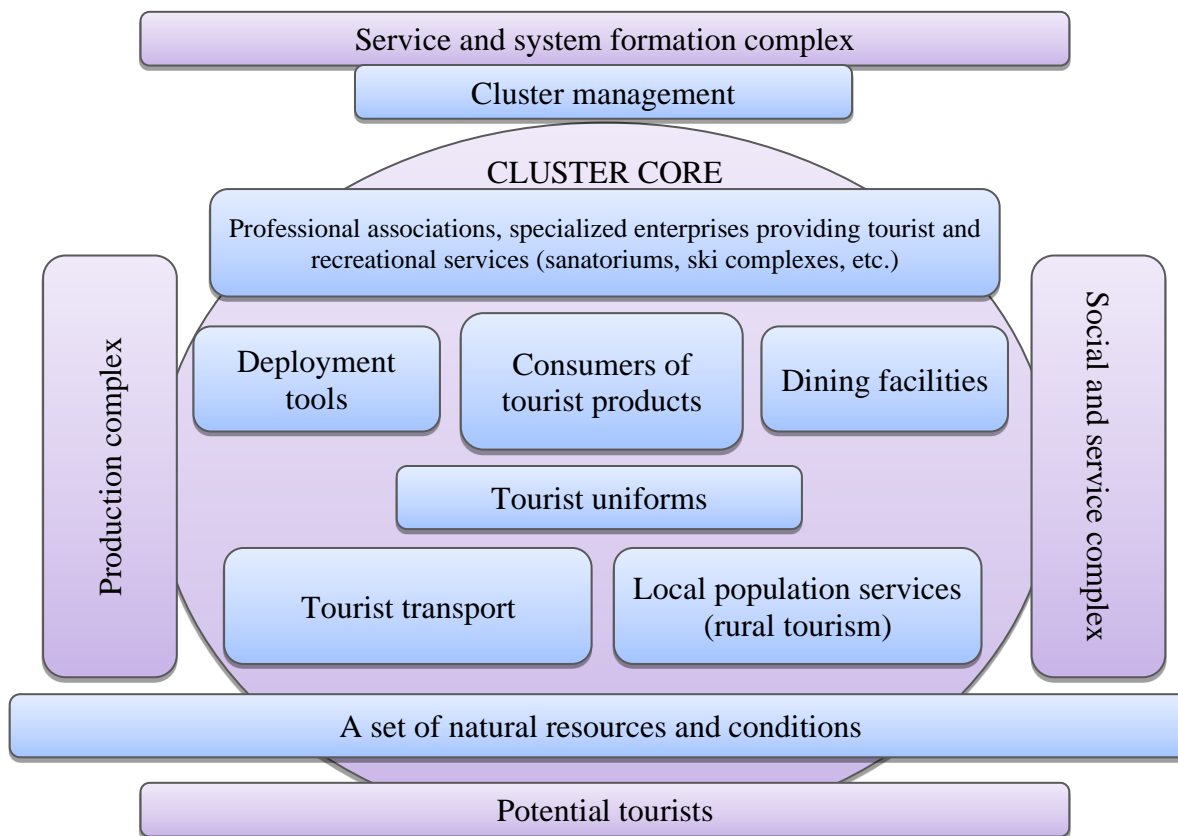 Service and system formation complex
Cluster management
CLUSTER CORE
Professional associations, specialized enterprises providing tourist and
recreational services (sanatoriums, ski complexes, etc.)
Production complex
Social and service complex
Deployment
tools
Consumers of
tourist products
Dining facilities
Tourist uniforms
Tourist transport
Local population services
(rural tourism)
A set of natural resources and conditions
Potential tourists